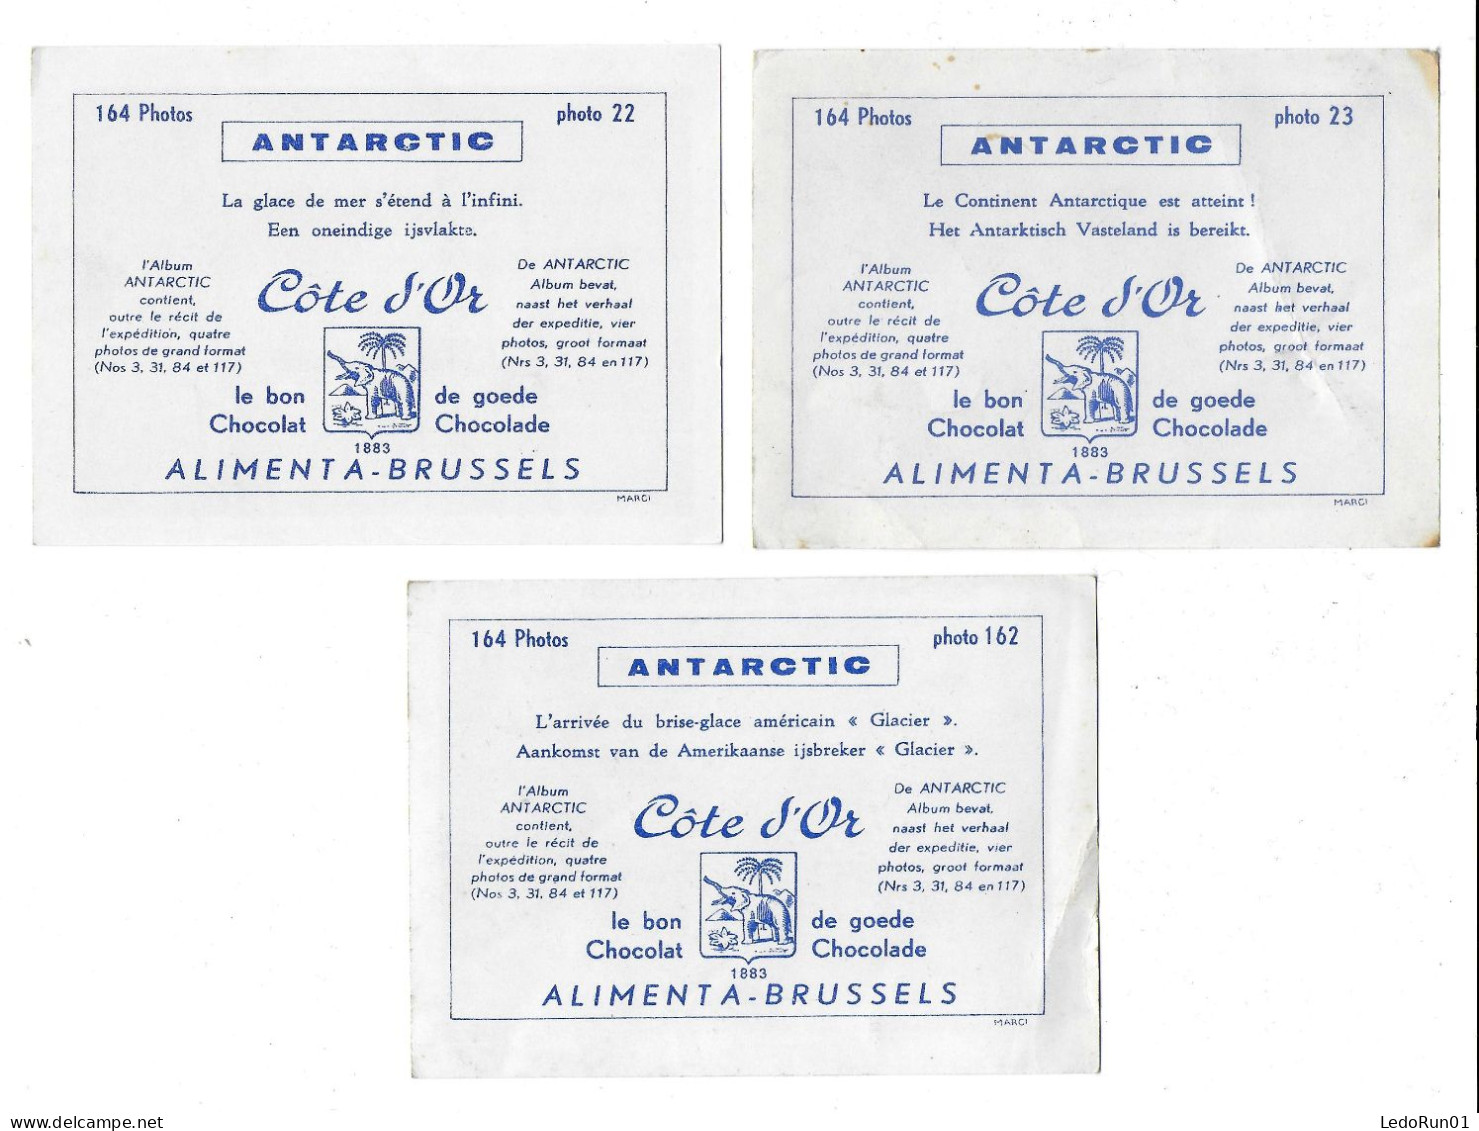 164 Photos
photo 22
ANTARCTIC
La glace de mer s'étend à l'infini.
Een oneindige ijsvlakte.
l'Album
ANTARCTIC
contient,
outre le récit de
l'expédition, quatre
photos de grand format
(Nos 3, 31, 84 et 117)
Côte d'Or
De ANTARCTIC
Album bevat,
naast het verhaal
der expeditie, vier
photos, groot formaat
(Nrs 3, 31, 84 en 117)
le bon
Chocolat
de goede
Chocolade
1883
ALIMENTA-BRUSSELS
MARCI
164 Photos
photo 23
ANTARCTIC
Le Continent Antarctique est atteint !
Het Antarktisch Vasteland is bereikt.
l'Album
ANTARCTIC
contient,
outre le récit de
l'expédition, quatre
photos de grand format
(Nos 3, 31, 84 et 117)
Côte d'Or
De ANTARCTIC
Album bevat,
naast het verhaal
der expeditie, vier
photos, groot formaat
(Nrs 3, 31, 84 en 117)
le bon
Chocolat
de goede
Chocolade
1883
ALIMENTA-BRUSSELS
MARCI
164 Photos
photo 162
ANTARCTIC
L'arrivée du brise-glace américain « Glacier ».
Aankomst van de Amerikaanse ijsbreker « Glacier ».
l'Album
ANTARCTIC
contient,
outre le récit de
l'expédition, quatre
photos de grand format
(Nos 3, 31, 84 et 117)
Côte d'Or
De ANTARCTIC
Album bevat,
naast het verhaal
der expeditie, vier
photos, groot formaat
(Nrs 3, 31, 84 en 117)
le bon
Chocolat
de goede
Chocolade
1883
ALIMENTA-BRUSSELS
MARCI
delcampe.net
LedoRun01